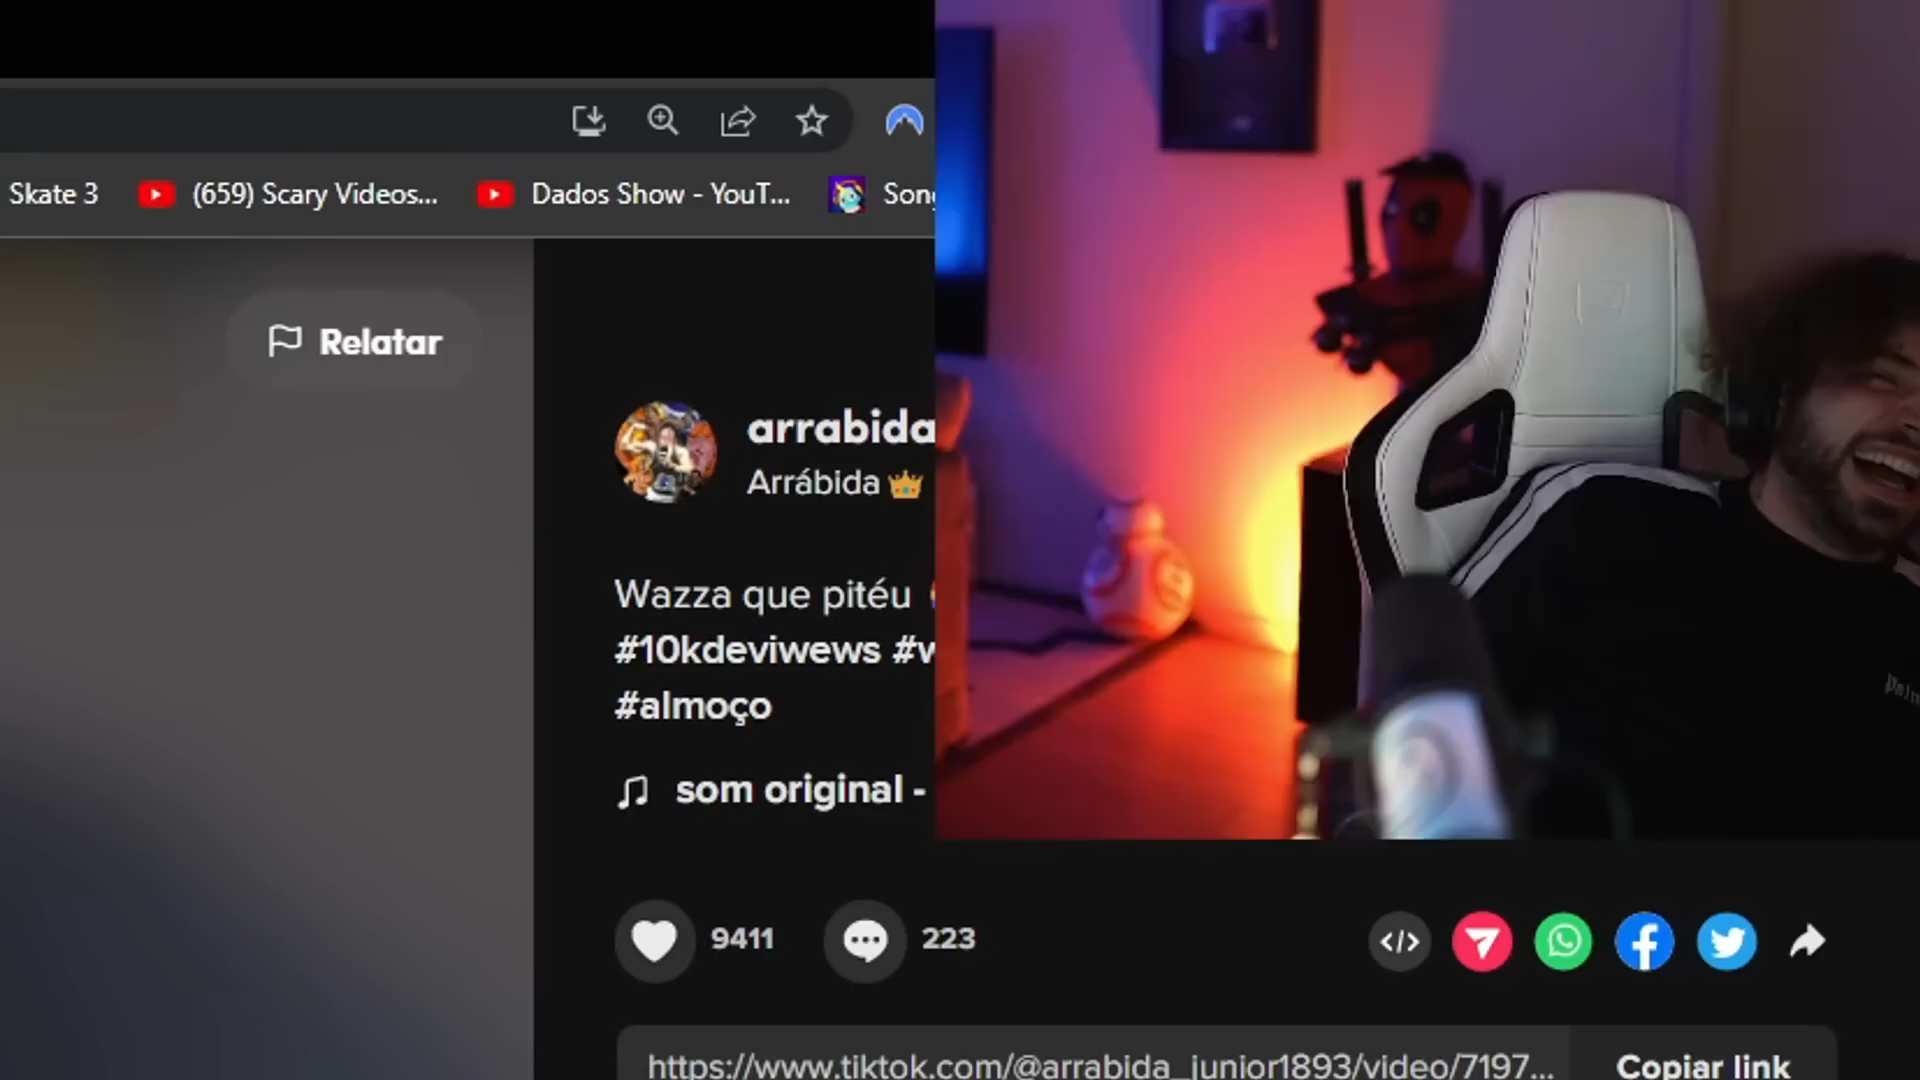 Skate 3
(659) Scary Videos...
Dados Show - YouT...
Son
Relatar
arrabida
Arrábida
Wazza que pitéu
#10kdeviwews #w
#almoço
som original -
9411
223
https://www.tiktok.com/@arrabida_junior1893/video/7197...
Copiar link